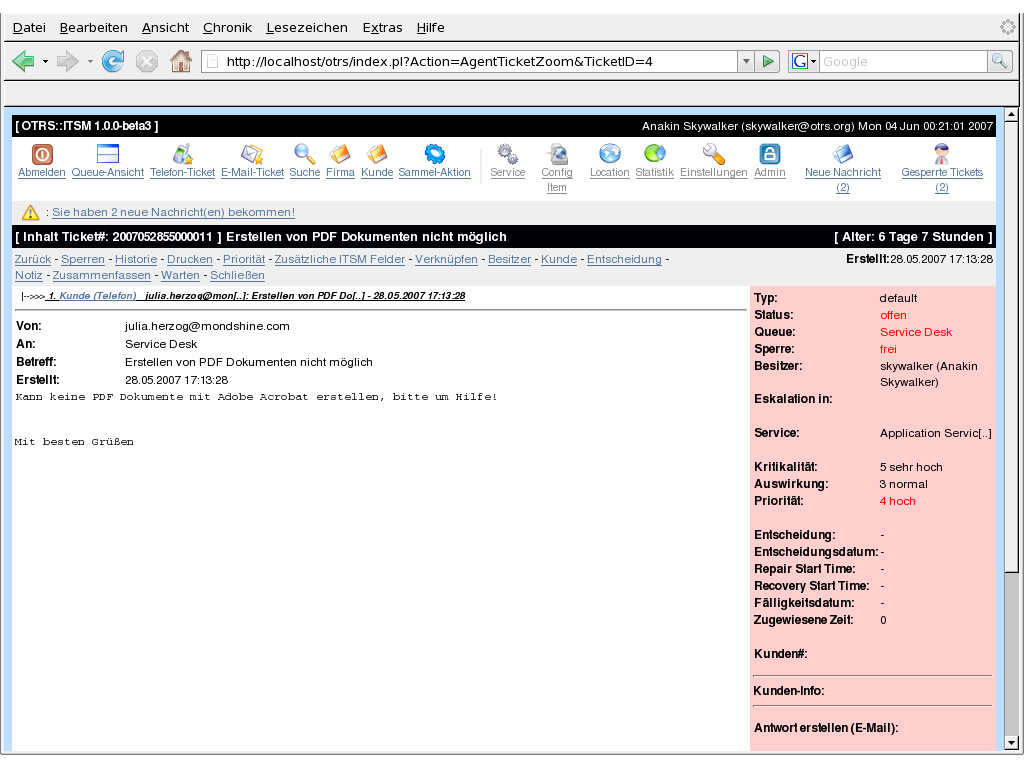 Datei Bearbeiten Ansicht Chronik Lesezeichen Extras Hilfe
http://localhost/otrs/index.pl?Action=AgentTicketZoom&TicketID=4
G Google
[ OTRS::ITSM 1.0.0-beta3 ] Anakin Skywalker (skywalker@otrs.org) Mon 04 Jun 00:21:01 2007
Abmelden Queue-Ansicht Telefon-Ticket E-Mail-Ticket Suche Firma Kunde Sammel-Aktion Service Config Location Statistik Einstellungen Admin Neue Nachricht Gesperrte Tickets
Item (2) (2)
: Sie haben 2 neue Nachricht(en) bekommen!
[ Inhalt Ticket#: 2007052855000011 ] Erstellen von PDF Dokumenten nicht möglich [ Alter: 6 Tage 7 Stunden ]
Zurück - Sperren - Historie - Drucken - Priorität - Zusätzliche ITSM Felder - Verknüpfen - Besitzer - Kunde - Entscheidung - Erstellt:28.05.2007 17:13:28
Notiz - Zusammenfassen - Warten - Schließen
|-->>> 1. Kunde (Telefon) julia.herzog@mon[..]: Erstellen von PDF Do[..] - 28.05.2007 17:13:28
Von: julia.herzog@mondshine.com
An: Service Desk
Betreff: Erstellen von PDF Dokumenten nicht möglich
Erstellt: 28.05.2007 17:13:28
Kann keine PDF Dokumente mit Adobe Acrobat erstellen, bitte um Hilfe!
Mit besten Grüßen
Typ: default
Status: offen
Queue: Service Desk
Sperre: frei
Besitzer: skywalker (Anakin
Skywalker)
Eskalation in:
Service: Application Servic[..]
Kritikalität: 5 sehr hoch
Auswirkung: 3 normal
Priorität: 4 hoch
Entscheidung: -
Entscheidungsdatum: -
Repair Start Time: -
Recovery Start Time: -
Fälligkeitsdatum: -
Zugewiesene Zeit: 0
Kunden#:
Kunden-Info:
Antwort erstellen (E-Mail):